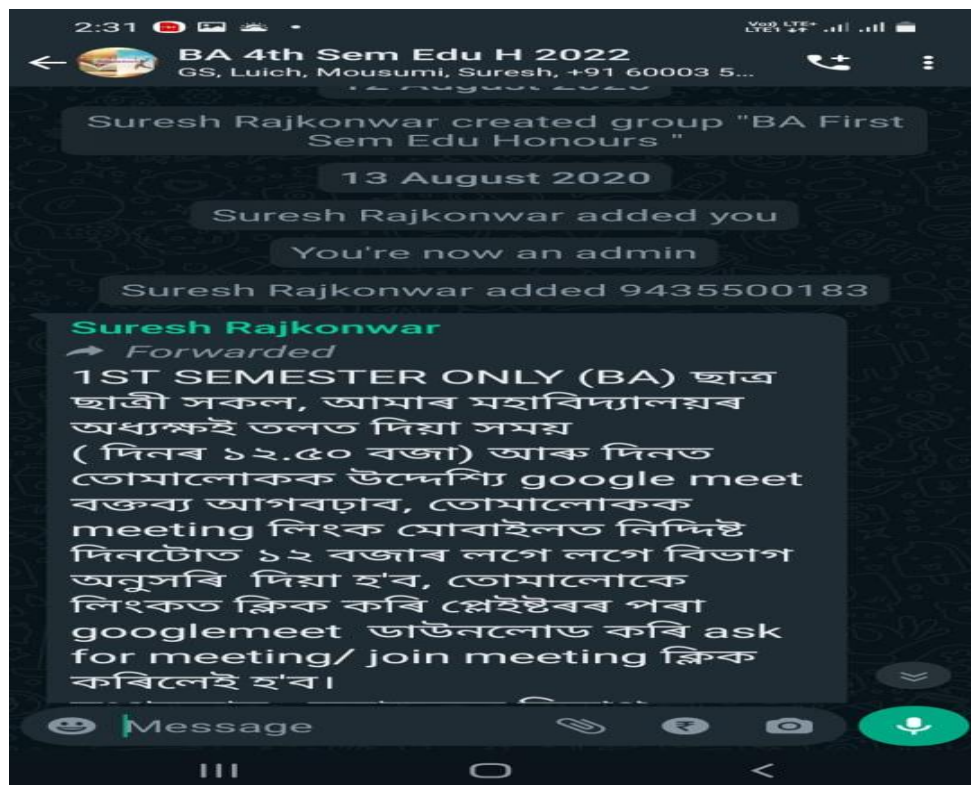 2:31
BA 4th Sem Edu H 2022
GS, Luich, Mousumi, Suresh, +91 60003 5...
12 August 2020
Suresh Rajkonwar created group "BA First
Sem Edu Honours "
13 August 2020
Suresh Rajkonwar added you
You're now an admin
Suresh Rajkonwar added 9435500183
Suresh Rajkonwar
Forwarded
1ST SEMESTER ONLY (BA) ছাত্ৰ
ছাত্ৰী সকল, আমাৰ মহাবিদ্যালয়ৰ
অধ্যক্ষই তলত দিয়া সময়
( দিনৰ ১২.৫০ বজা) আৰু দিনত
তোমালোকক উদ্দেশ্যি google meet
বক্তব্য আগবঢ়াব, তোমালোকক
meeting লিংক মোবাইলত নিৰ্দ্দিষ্ট
দিনটোত ১২ বজাৰ লগে লগে বিভাগ
অনুসৰি দিয়া হ'ব, তোমালোকে
লিংকত ক্লিক কৰি প্লেইষ্টৰৰ পৰা
googlemeet ডাউনলোড কৰি ask
for meeting/ join meeting ক্লিক
কৰিলেই হ'ব।
Message